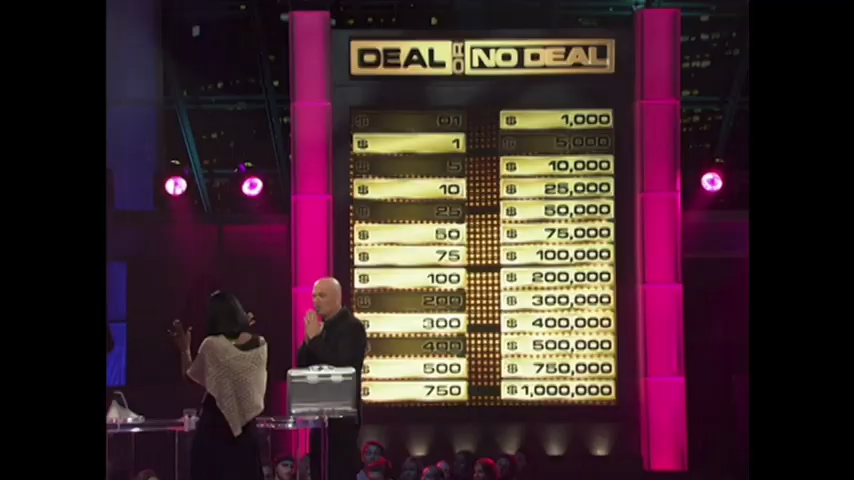 DEAL OR NO DEAL
$ .01 $ 1,000
$ 1 $ 5,000
$ 5 $ 10,000
$ 10 $ 25,000
$ 25 $ 50,000
$ 50 $ 75,000
$ 75 $ 100,000
$ 100 $ 200,000
$ 200 $ 300,000
$ 300 $ 400,000
$ 400 $ 500,000
$ 500 $ 750,000
$ 750 $ 1,000,000